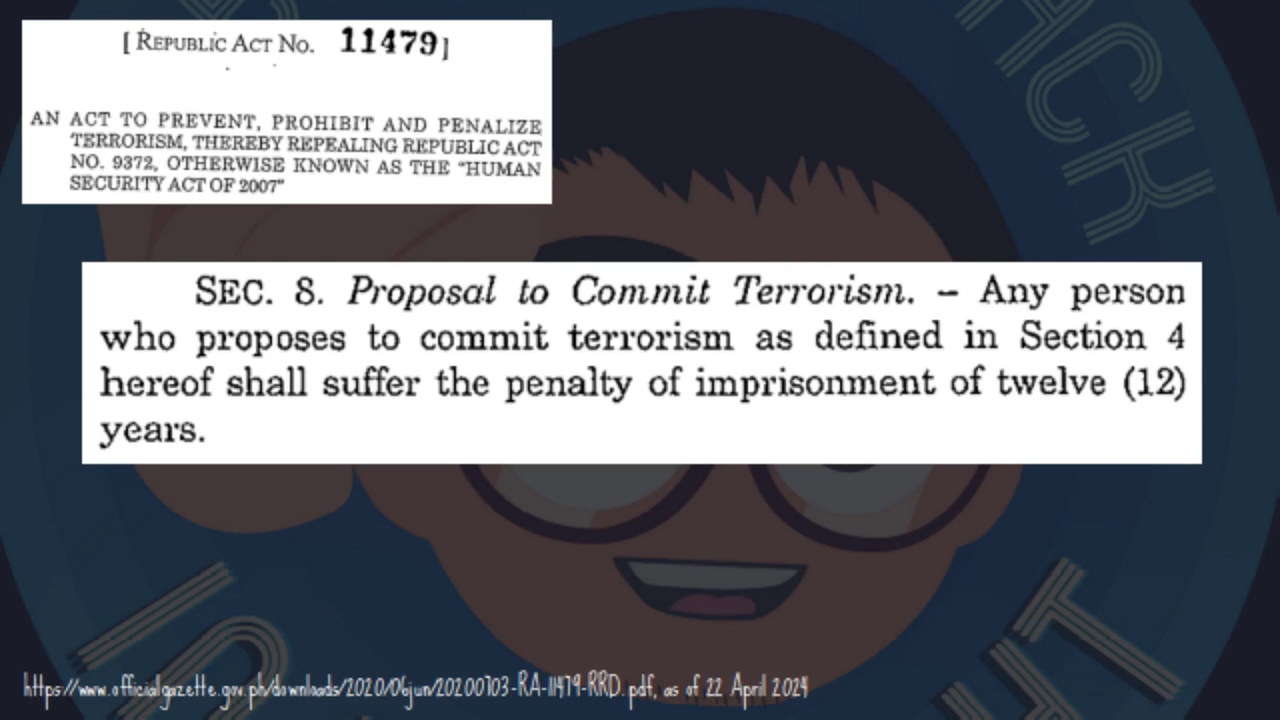 [ REPUBLIC ACT NO. 11479]
AN ACT TO PREVENT, PROHIBIT AND PENALIZE
TERRORISM, THEREBY REPEALING REPUBLIC ACT
NO. 9372, OTHERWISE KNOWN AS THE "HUMAN
SECURITY ACT OF 2007"
SEC. 8. Proposal to Commit Terrorism. – Any person
who proposes to commit terrorism as defined in Section 4
hereof shall suffer the penalty of imprisonment of twelve (12)
years.
https://www.officialgazette.gov.ph/downloads/2020/06jun/20200703-RA-11479-RRD.pdf, as of 22 April 2024